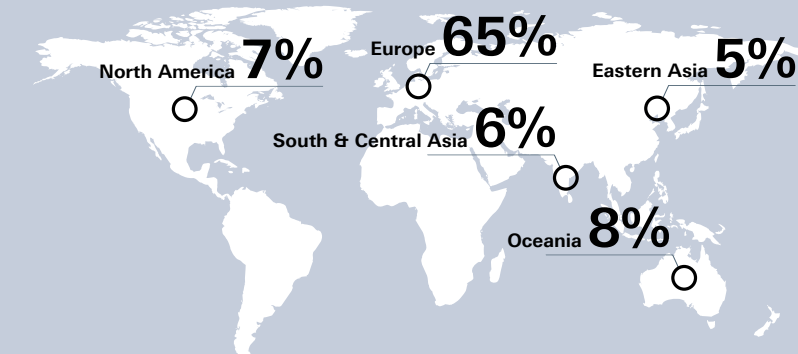 North America 7%
Europe 65%
Eastern Asia 5%
South & Central Asia 6%
Oceania 8%